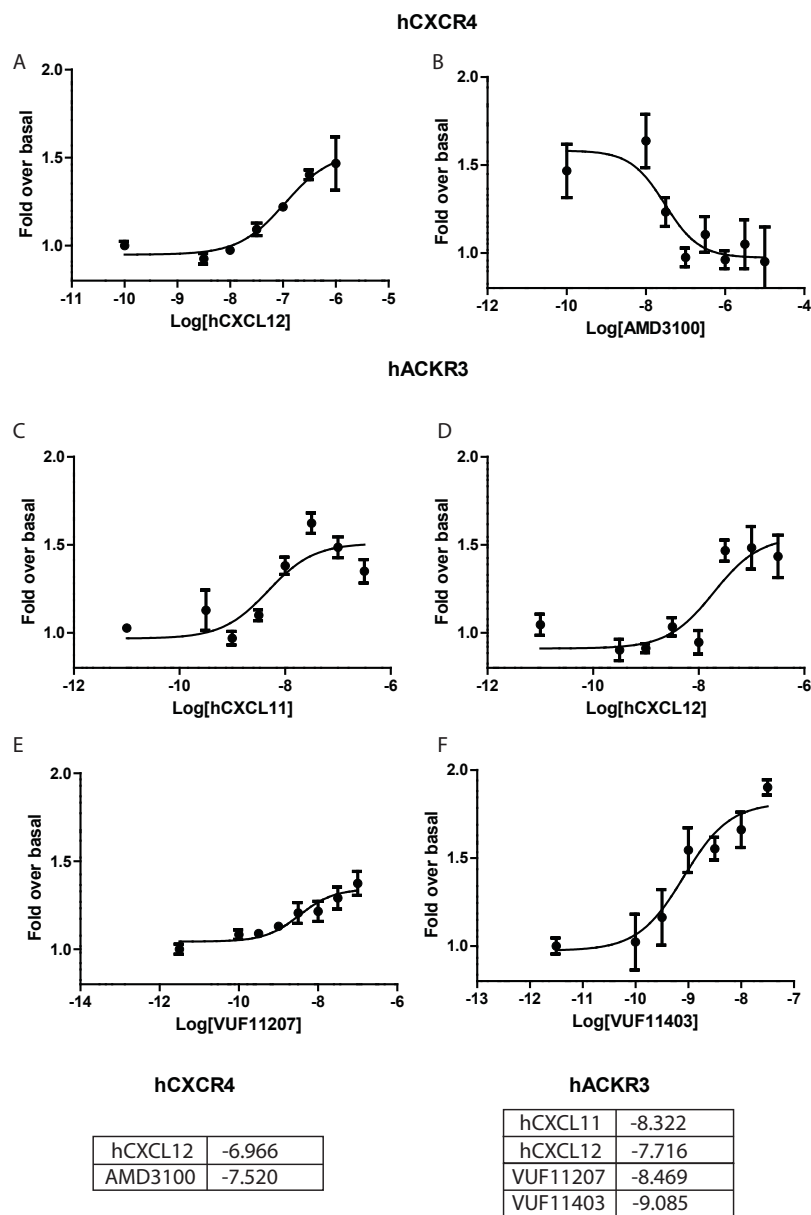 hCXCR4
A
B
2.0
1.5
1.0
Fold over basal
-11 -10 -9 -8 -7 -6 -5
Log[hCXCL12]
2.0
1.5
1.0
Fold over basal
-12 -10 -8 -6 -4
Log[AMD3100]
hACKR3
C
D
2.0
1.5
1.0
Fold over basal
-12 -10 -8 -6
Log[hCXCL11]
2.0
1.5
1.0
Fold over basal
-12 -10 -8 -6
Log[hCXCL12]
E
F
2.0
1.5
1.0
Fold over basal
-14 -12 -10 -8 -6
Log[VUF11207]
2.0
1.5
1.0
Fold over basal
-13 -12 -11 -10 -9 -8 -7
Log[VUF11403]
hCXCR4
hCXCL12 -6.966
AMD3100 -7.520
hACKR3
hCXCL11 -8.322
hCXCL12 -7.716
VUF11207 -8.469
VUF11403 -9.085